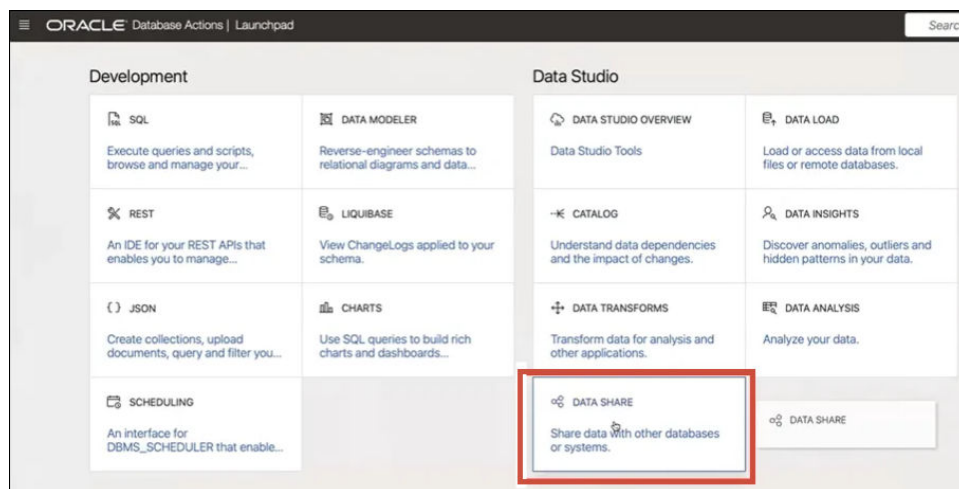 ORACLE Database Actions | Launchpad
Searc
Development
SQL
Execute queries and scripts,
browse and manage your...
DATA MODELER
Reverse-engineer schemas to
relational diagrams and data...
REST
An IDE for your REST APIs that
enables you to manage...
LIQUIBASE
View ChangeLogs applied to your
schema.
JSON
Create collections, upload
documents, query and filter you...
CHARTS
Use SQL queries to build rich
charts and dashboards...
SCHEDULING
An interface for
DBMS_SCHEDULER that enable...
Data Studio
DATA STUDIO OVERVIEW
Data Studio Tools
DATA LOAD
Load or access data from local
files or remote databases.
CATALOG
Understand data dependencies
and the impact of changes.
DATA INSIGHTS
Discover anomalies, outliers and
hidden patterns in your data.
DATA TRANSFORMS
Transform data for analysis and
other applications.
DATA ANALYSIS
Analyze your data.
DATA SHARE
Share data with other databases
or systems.
DATA SHARE